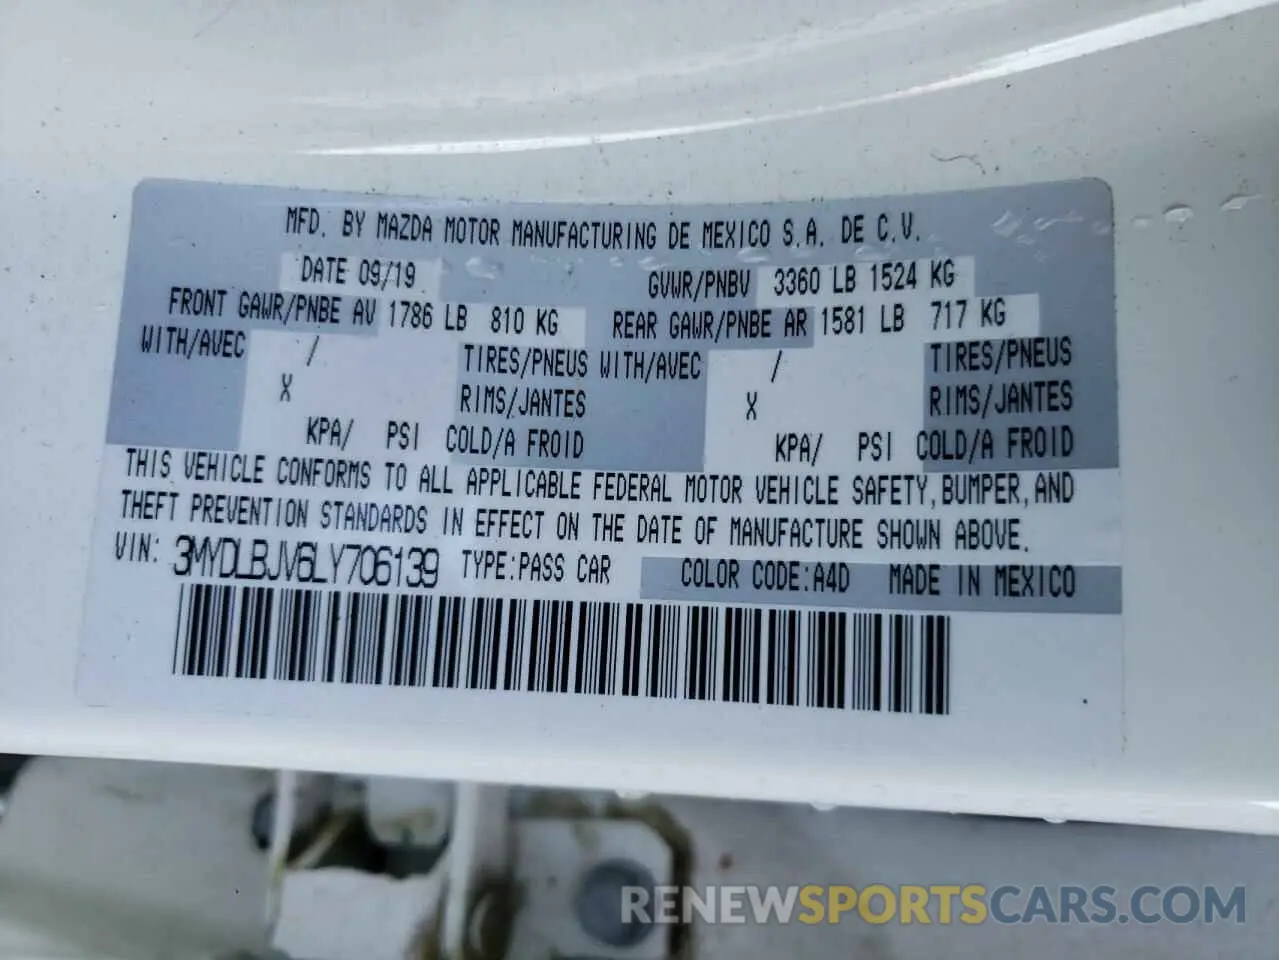 MFD. BY MAZDA MOTOR MANUFACTURING DE MEXICO S.A. DE C.V.
DATE 09/19 GVWR/PNBV 3360 LB 1524 KG
FRONT GAWR/PNBE AV 1786 LB 810 KG REAR GAWR/PNBE AR 1581 LB 717 KG
WITH/AVEC / TIRES/PNEUS WITH/AVEC / TIRES/PNEUS
X RIMS/JANTES X RIMS/JANTES
KPA/ PSI COLD/A FROID KPA/ PSI COLD/A FROID
THIS VEHICLE CONFORMS TO ALL APPLICABLE FEDERAL MOTOR VEHICLE SAFETY, BUMPER, AND
THEFT PREVENTION STANDARDS IN EFFECT ON THE DATE OF MANUFACTURE SHOWN ABOVE.
VIN: 3MYDLBJV6LY706139 TYPE:PASS CAR COLOR CODE:A4D MADE IN MEXICO
RENEWSPORTSCARS.COM